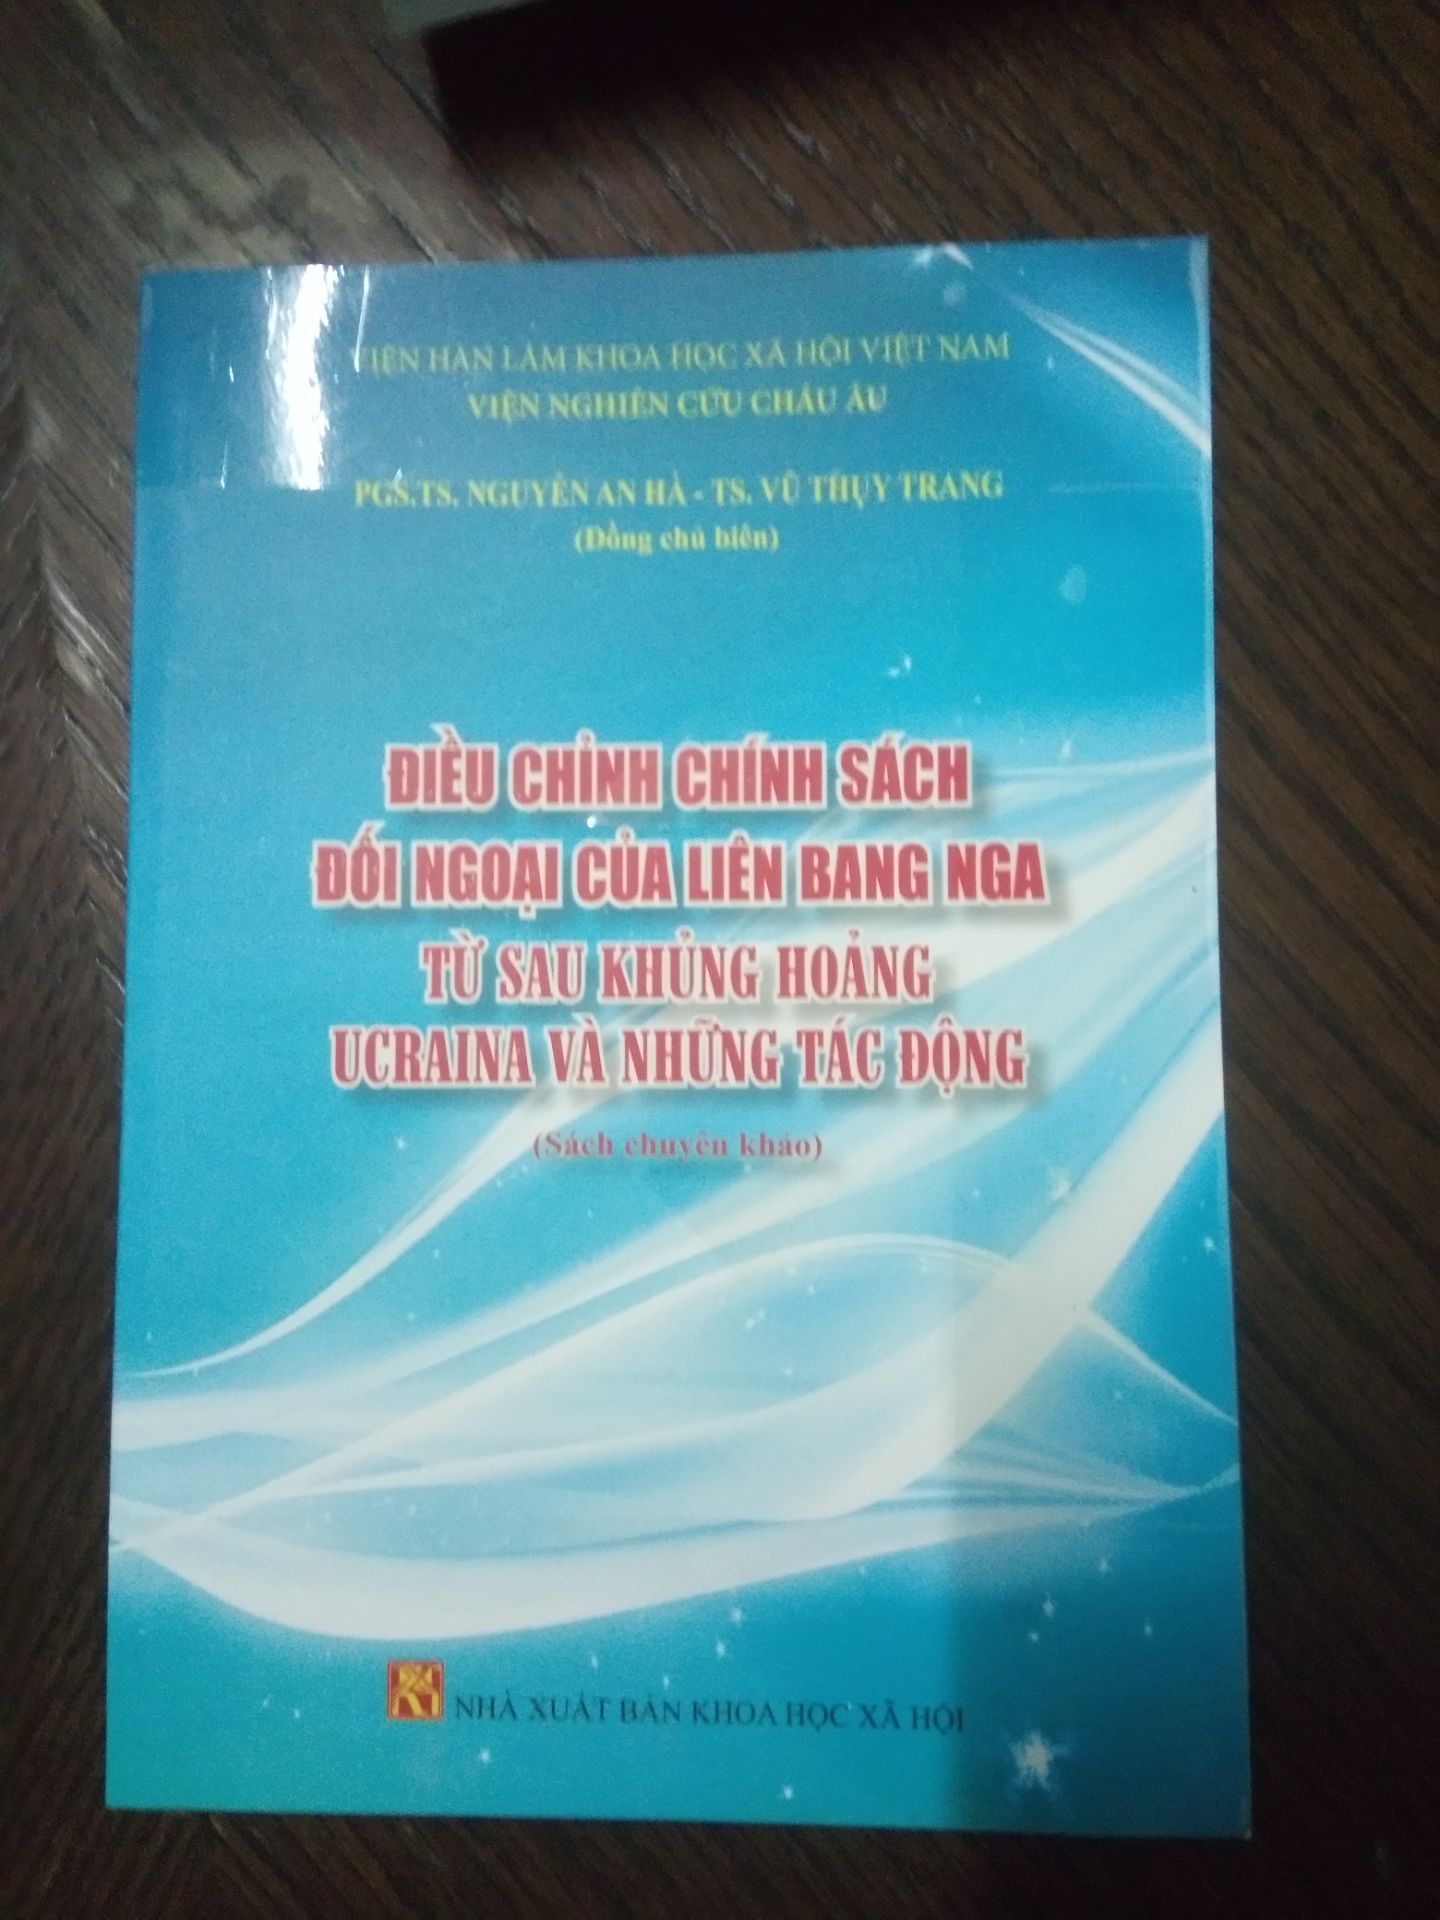 VIỆN HÀN LÂM KHOA HỌC XÃ HỘI VIỆT NAM
VIỆN NGHIÊN CỨU CHÂU ÂU
PGS.TS. NGUYỄN AN HÀ - TS. VŨ THỤY TRANG
(Đồng chủ biên)
ĐIỀU CHỈNH CHÍNH SÁCH
ĐỐI NGOẠI CỦA LIÊN BANG NGA
TỪ SAU KHỦNG HOẢNG
UCRAINA VÀ NHỮNG TÁC ĐỘNG
(Sách chuyên khảo)
NHÀ XUẤT BẢN KHOA HỌC XÃ HỘI